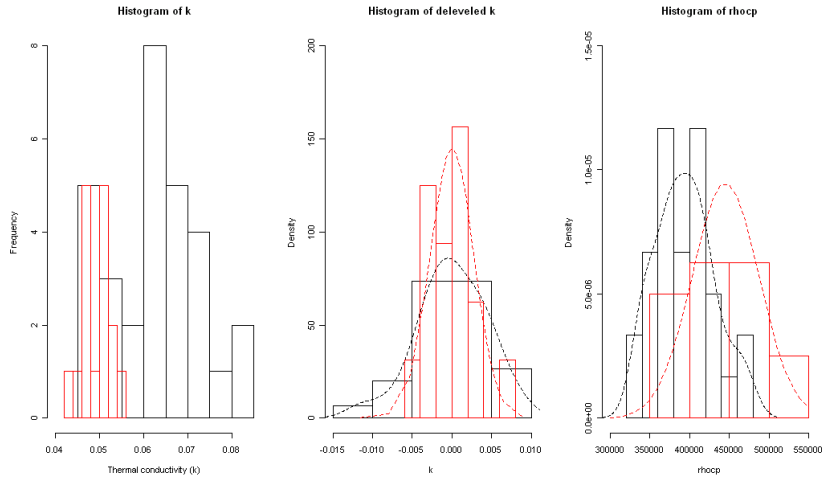 Histogram of k
Frequency
8
6
4
2
0
0.04 0.05 0.06 0.07 0.08
Thermal conductivity (k)
Histogram of deleveled k
Density
200
150
100
50
0
-0.015 -0.010 -0.005 0.000 0.005 0.010
k
Histogram of rhocp
Density
1.5e-05
1.0e-05
5.0e-06
0.0e+00
300000 350000 400000 450000 500000 550000
rhocp